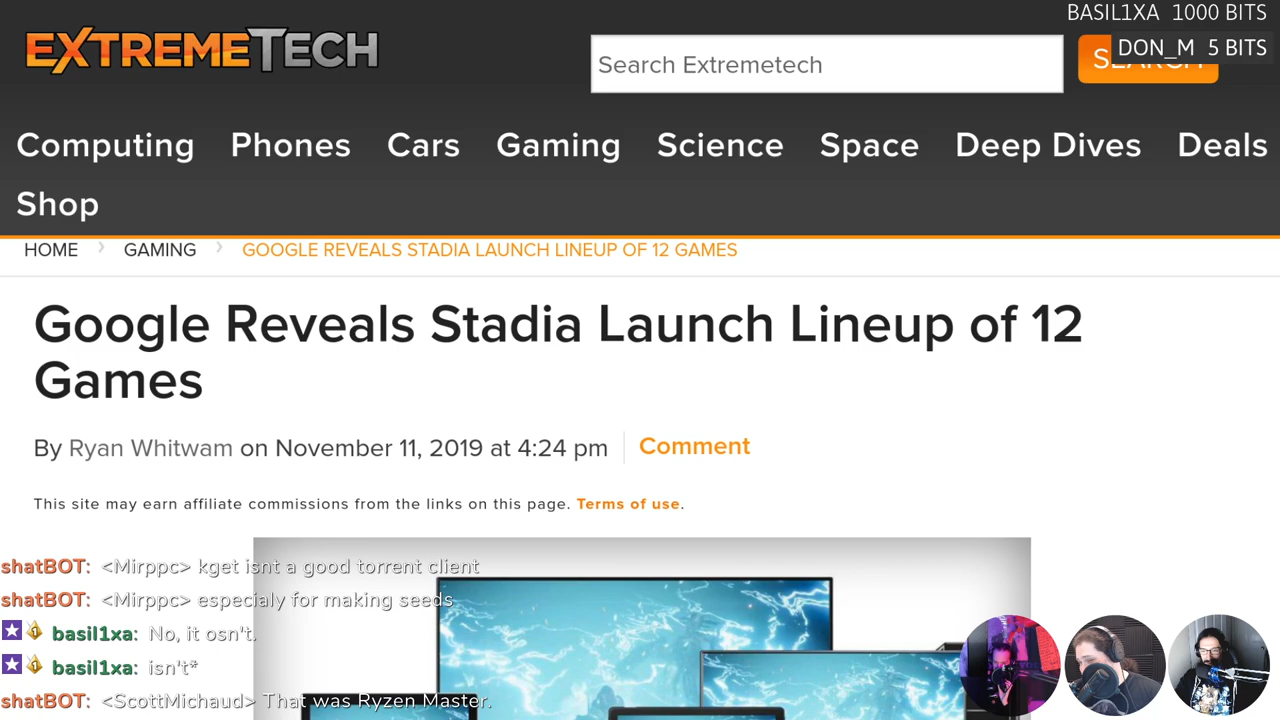 BASIL1XA 1000 BITS
EXTREMETECH
Search Extremetech
SEARCH
DON_M 5 BITS
Computing Phones Cars Gaming Science Space Deep Dives Deals
Shop
HOME › GAMING › GOOGLE REVEALS STADIA LAUNCH LINEUP OF 12 GAMES
Google Reveals Stadia Launch Lineup of 12
Games
By Ryan Whitwam on November 11, 2019 at 4:24 pm Comment
This site may earn affiliate commissions from the links on this page. Terms of use.
shatBOT: <Mirppc> kget isnt a good torrent client
shatBOT: <Mirppc> especialy for making seeds
basil1xa: No, it osn't.
basil1xa: isn't*
shatBOT: <ScottMichaud> That was Ryzen Master.